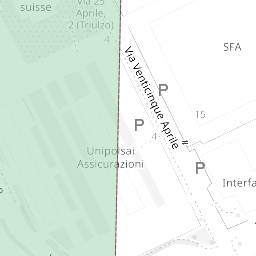 Via 25
Aprile,
2 (Triulzo)
suisse
SFA
Via Venticinque Aprile
P
15
P
4
Unipolsai
Assicurazioni
P
Interfa